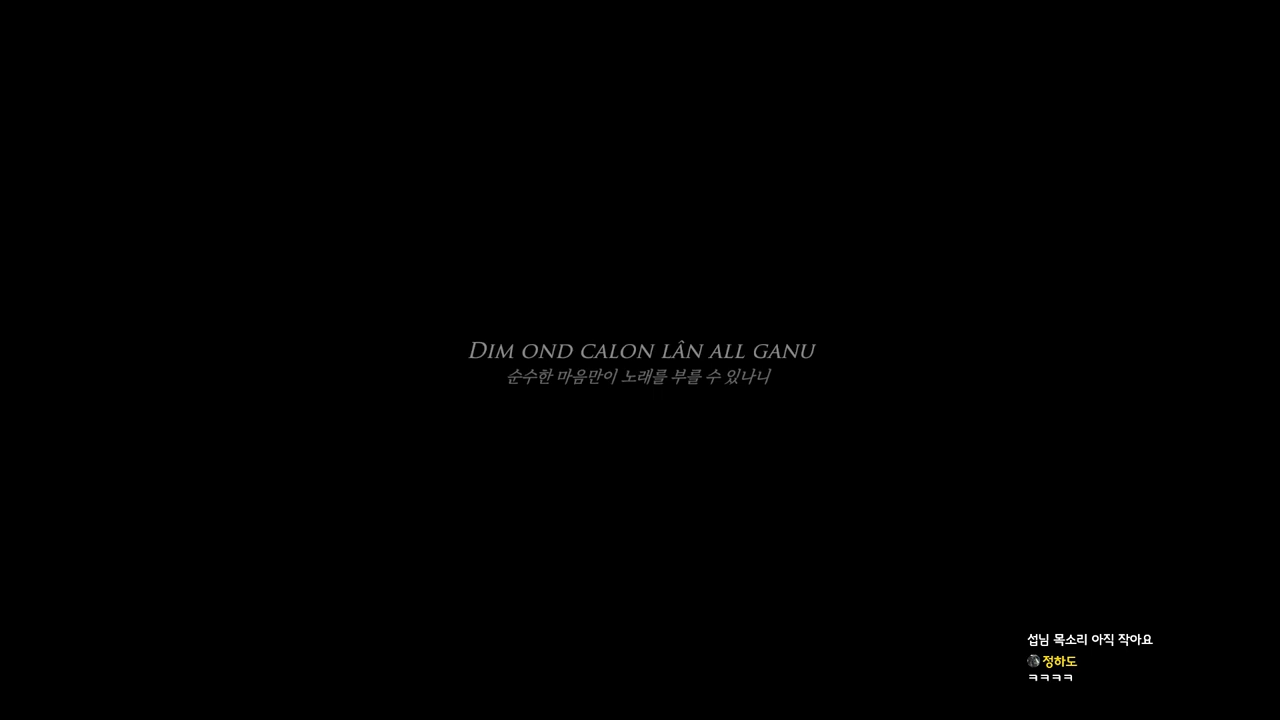 Dim ond calon lân all ganu
순수한 마음만이 노래를 부를 수 있나니
섭님 목소리 아직 작아요
정하도
ㅋㅋㅋㅋ